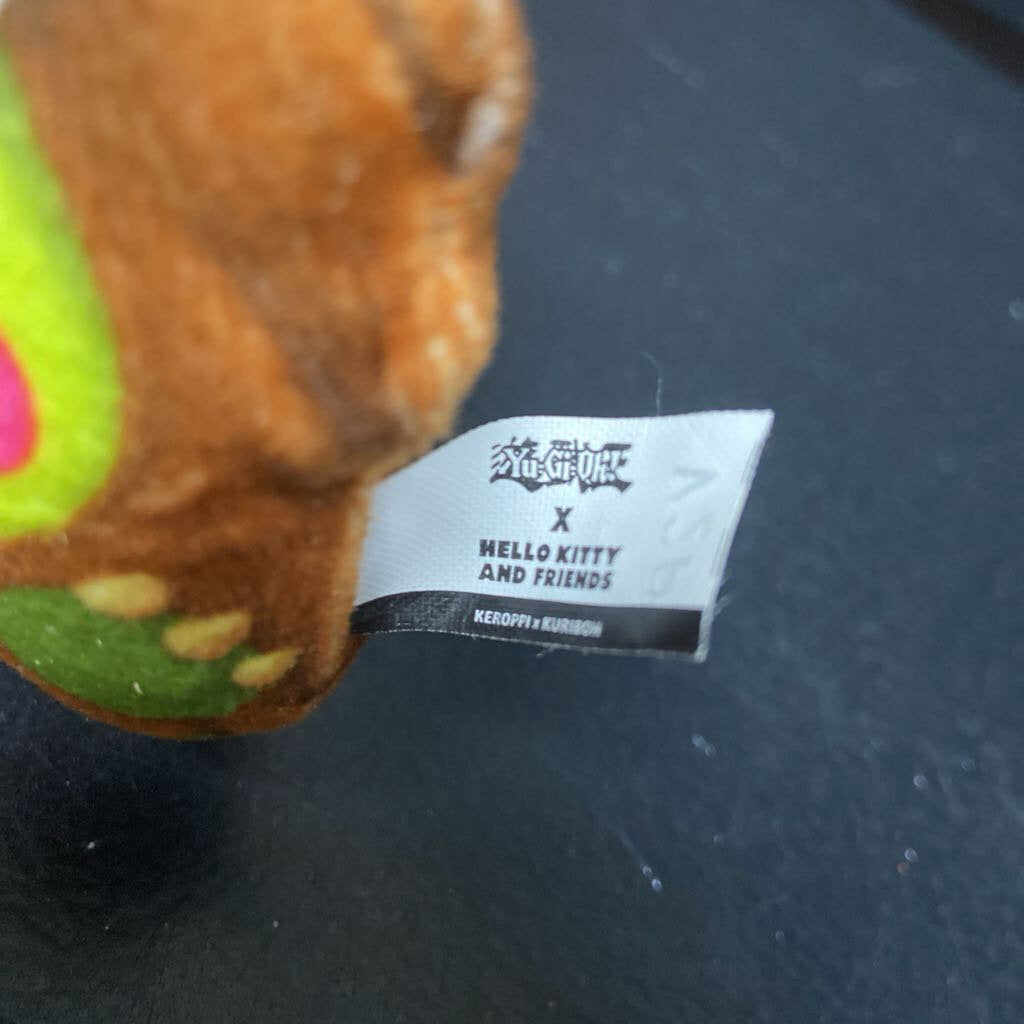 Yu-Gi-Oh!
X
HELLO KITTY
AND FRIENDS
KEROPPI x KURIBOH